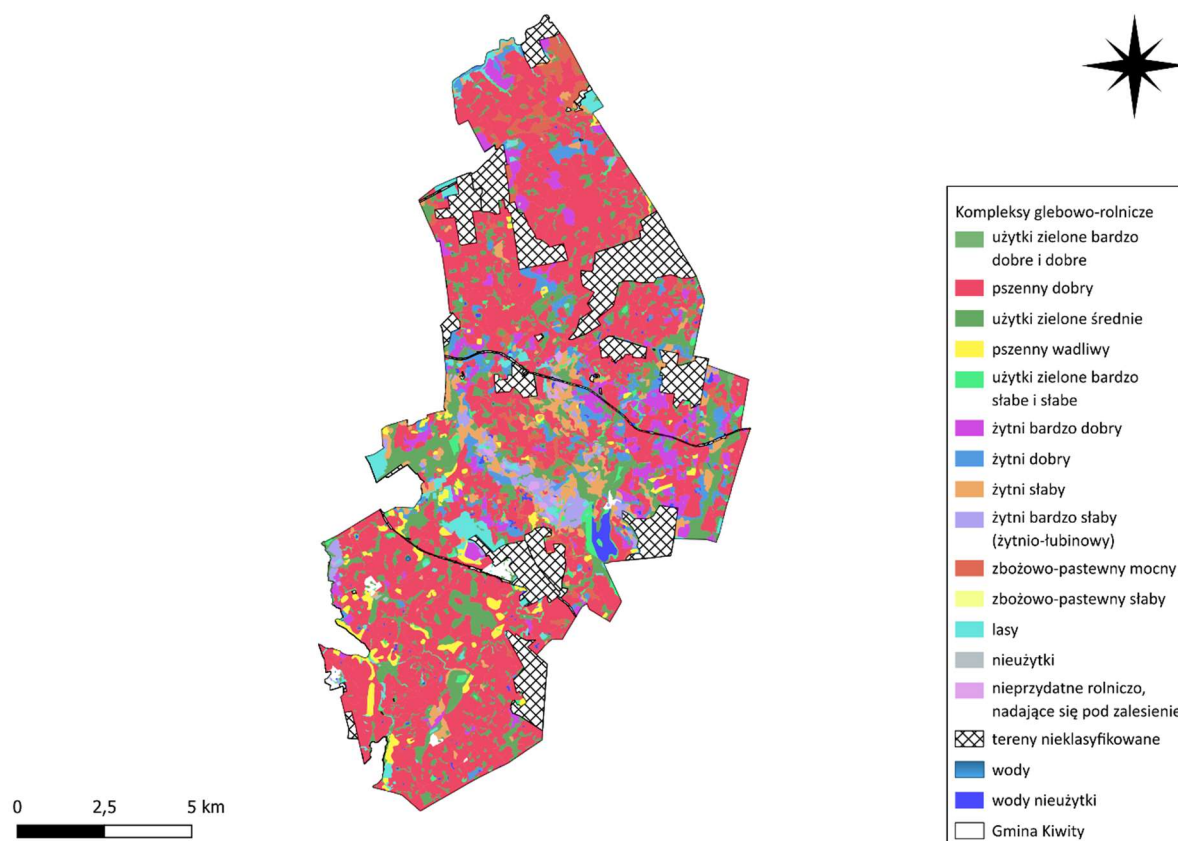 Kompleksy glebowo-rolnicze
użytki zielone bardzo
dobre i dobre
pszenny dobry
użytki zielone średnie
pszenny wadliwy
użytki zielone bardzo
słabe i słabe
żytni bardzo dobry
żytni dobry
żytni słaby
żytni bardzo słaby
(żytnio-łubinowy)
zbożowo-pastewny mocny
zbożowo-pastewny słaby
lasy
nieużytki
nieprzydatne rolniczo,
nadające się pod zalesienie
tereny nieklasyfikowane
wody
wody nieużytki
Gmina Kiwity
0 2,5 5 km